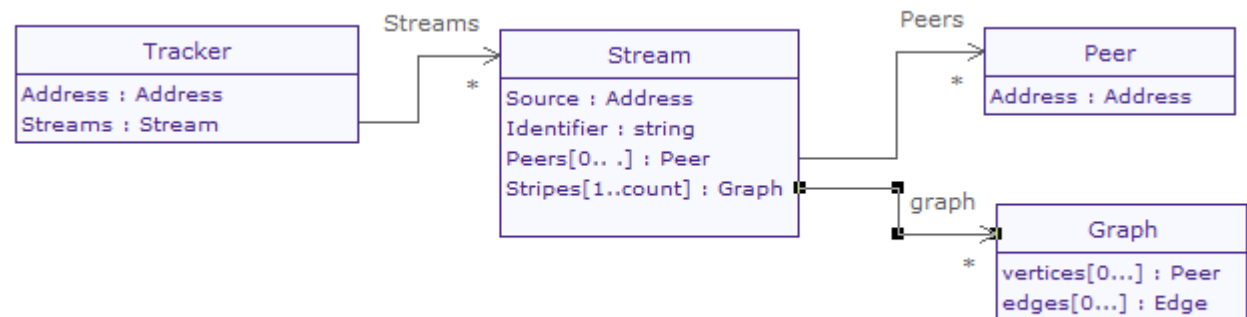 Tracker
Address : Address
Streams : Stream
Streams
*
Stream
Source : Address
Identifier : string
Peers[0.. .] : Peer
Stripes[1..count] : Graph
Peers
*
Peer
Address : Address
graph
*
Graph
vertices[0...] : Peer
edges[0...] : Edge